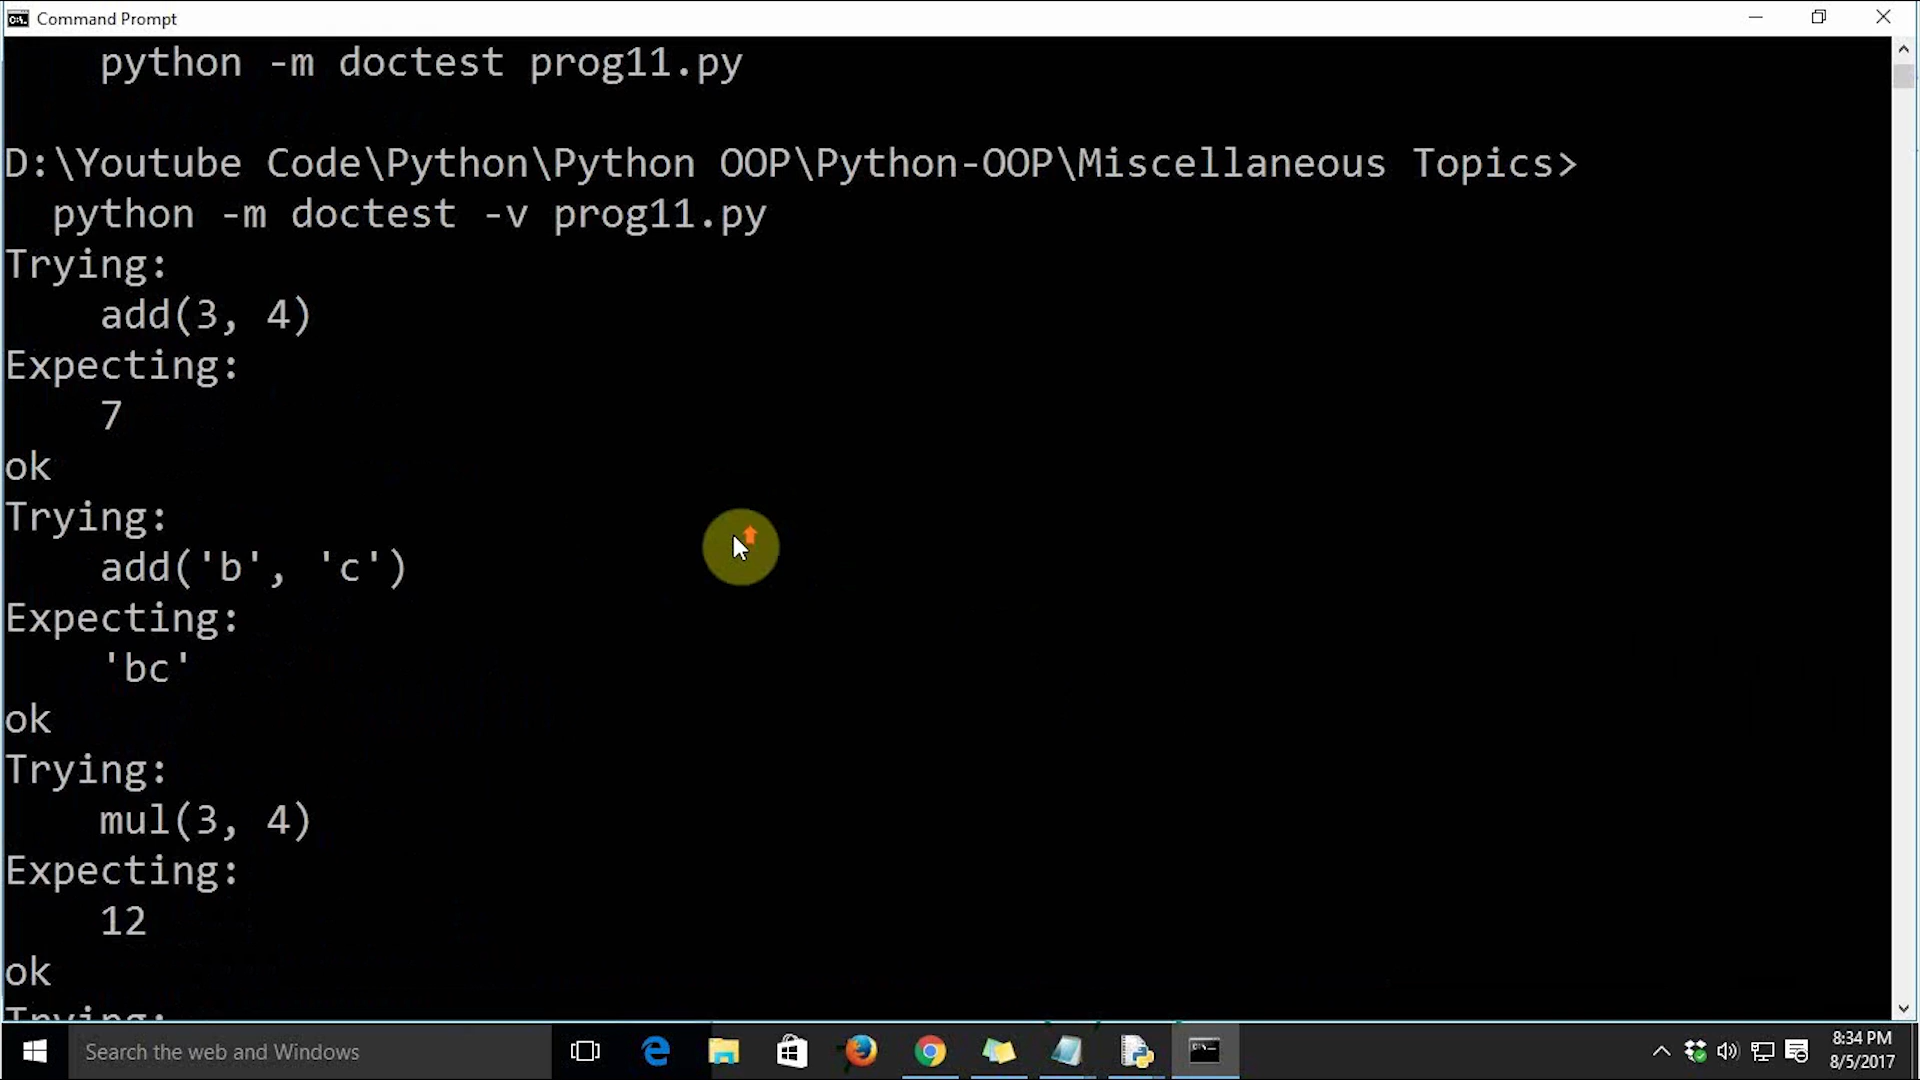 Command Prompt
python -m doctest prog11.py
D:\Youtube Code\Python\Python OOP\Python-OOP\Miscellaneous Topics>
python -m doctest -v prog11.py
Trying:
add(3, 4)
Expecting:
7
ok
Trying:
add('b', 'c')
Expecting:
'bc'
ok
Trying:
mul(3, 4)
Expecting:
12
ok
Trying:
Search the web and Windows
8:34 PM
8/5/2017